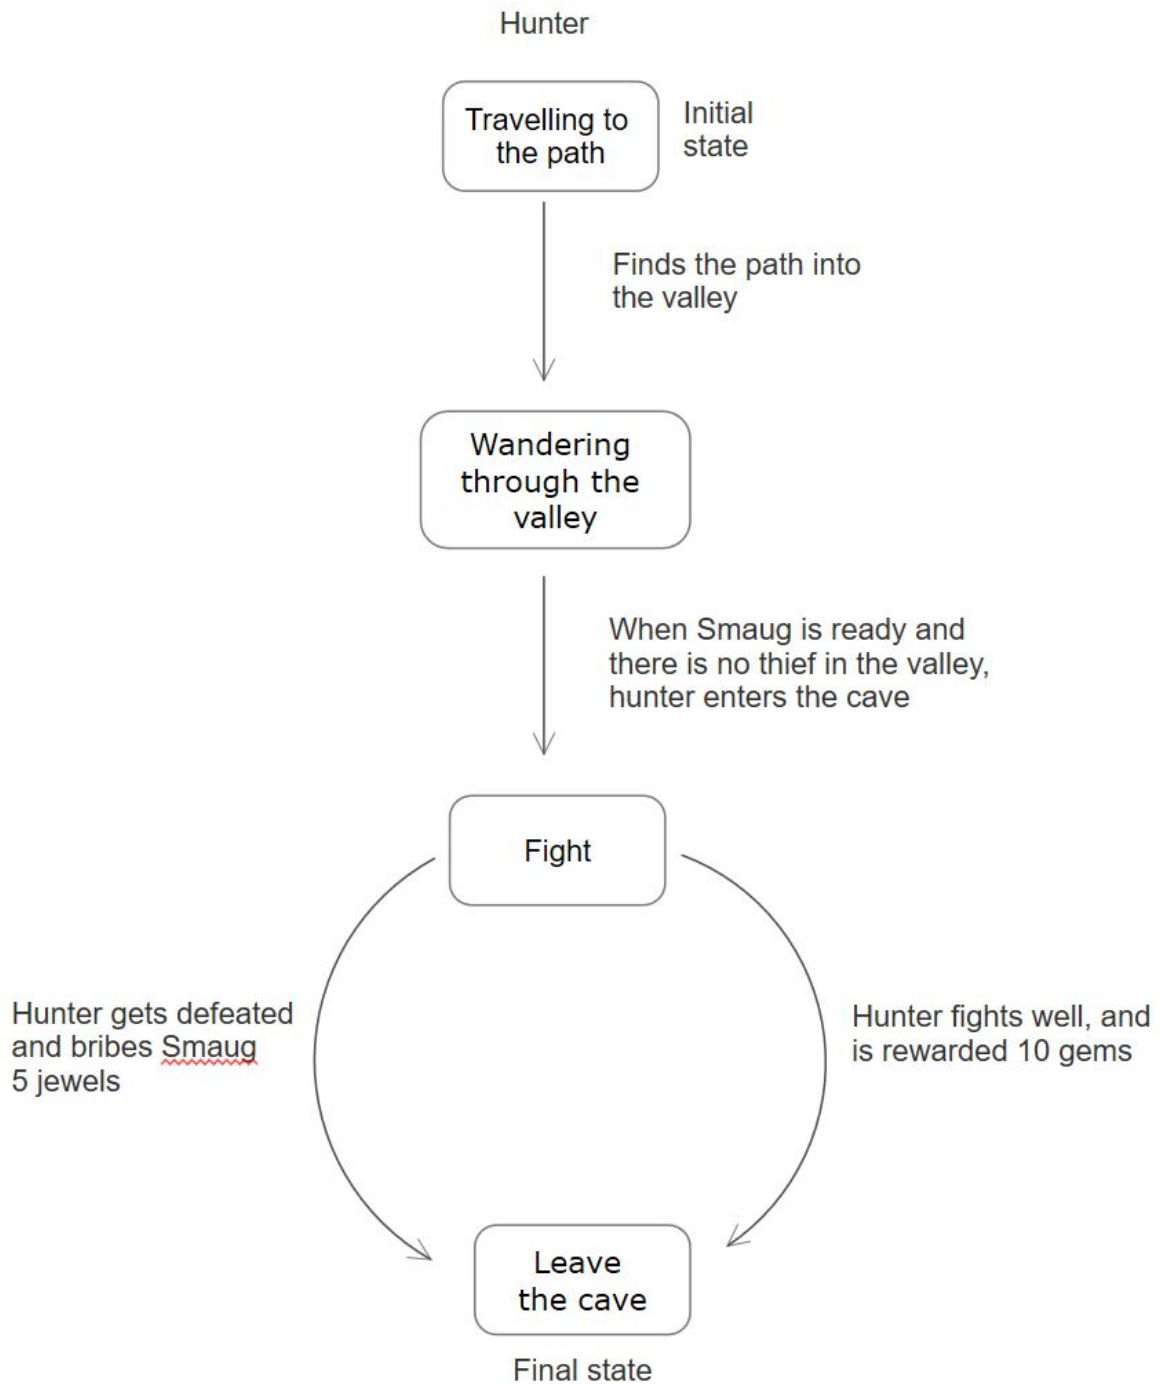 Hunter
Travelling to
the path
Initial
state
Finds the path into
the valley
Wandering
through the
valley
When Smaug is ready and
there is no thief in the valley,
hunter enters the cave
Fight
Hunter gets defeated
and bribes Smaug
5 jewels
Hunter fights well, and
is rewarded 10 gems
Leave
the cave
Final state